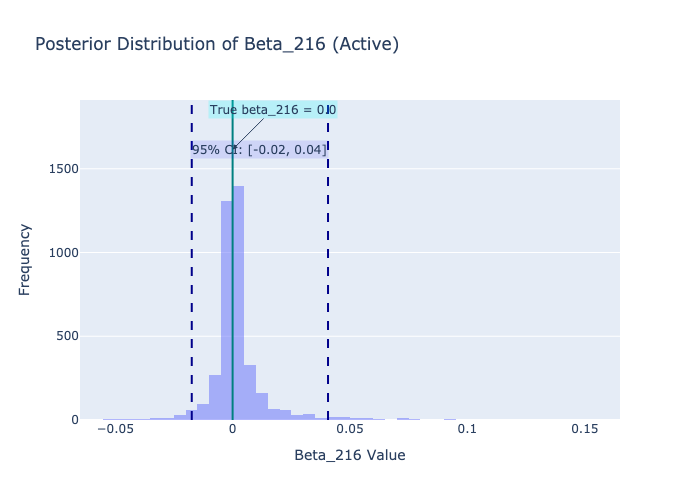 Posterior Distribution of Beta_216 (Active)
True beta_216 = 0.0
95% CI: [-0.02, 0.04]
1500
1000
500
0
Frequency
−0.05
0
0.05
0.1
0.15
Beta_216 Value